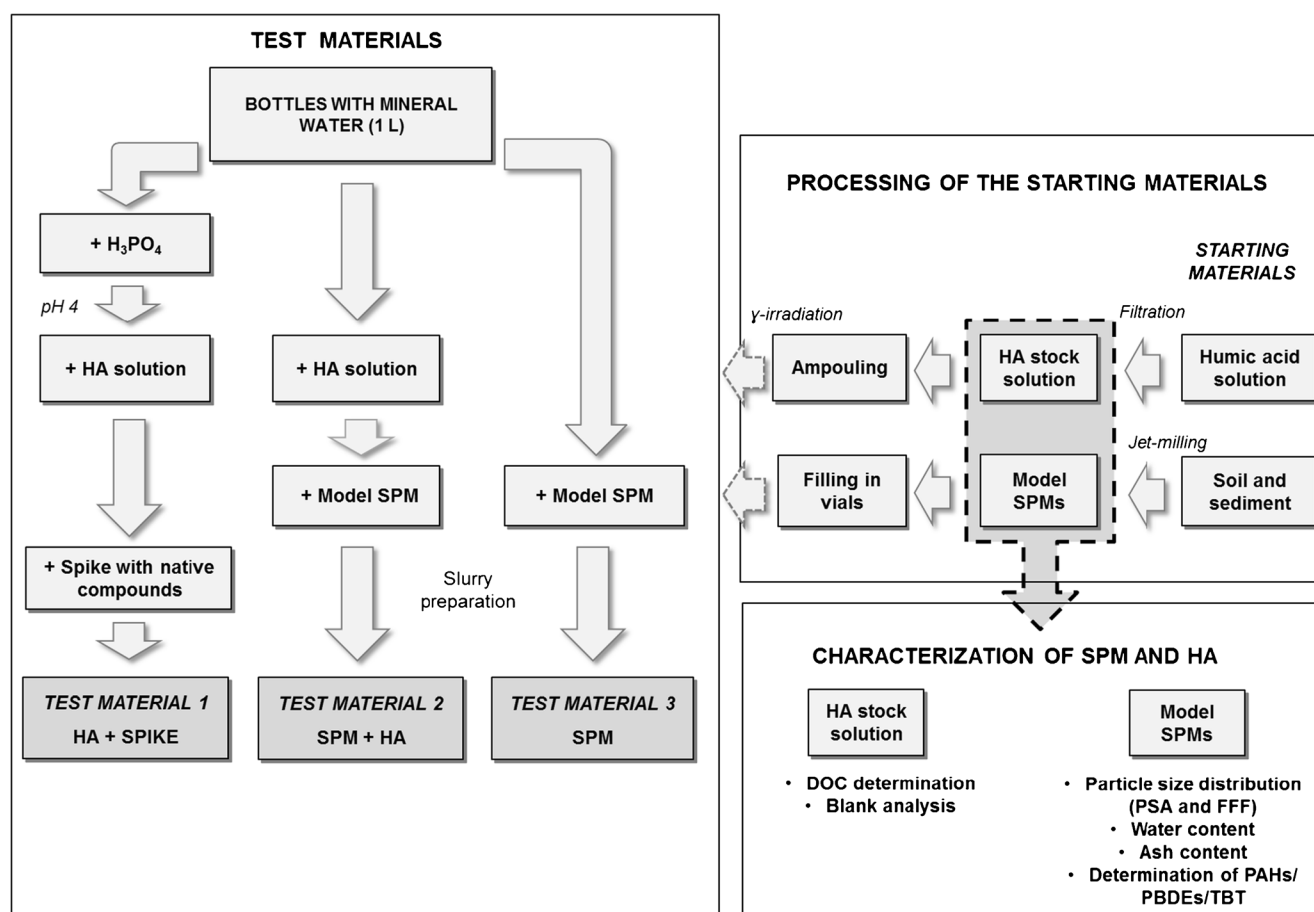 TEST MATERIALS
BOTTLES WITH MINERAL
WATER (1 L)
+ H₃PO₄
pH 4
+ HA solution
+ HA solution
+ Model SPM
+ Model SPM
+ Spike with native
compounds
Slurry
preparation
TEST MATERIAL 1
HA + SPIKE
TEST MATERIAL 2
SPM + HA
TEST MATERIAL 3
SPM
PROCESSING OF THE STARTING MATERIALS
STARTING
MATERIALS
γ-irradiation
Filtration
Ampouling
HA stock
solution
Humic acid
solution
Jet-milling
Filling in
vials
Model
SPMs
Soil and
sediment
CHARACTERIZATION OF SPM AND HA
HA stock
solution
• DOC determination
• Blank analysis
Model
SPMs
• Particle size distribution
(PSA and FFF)
• Water content
• Ash content
• Determination of PAHs/
PBDEs/TBT